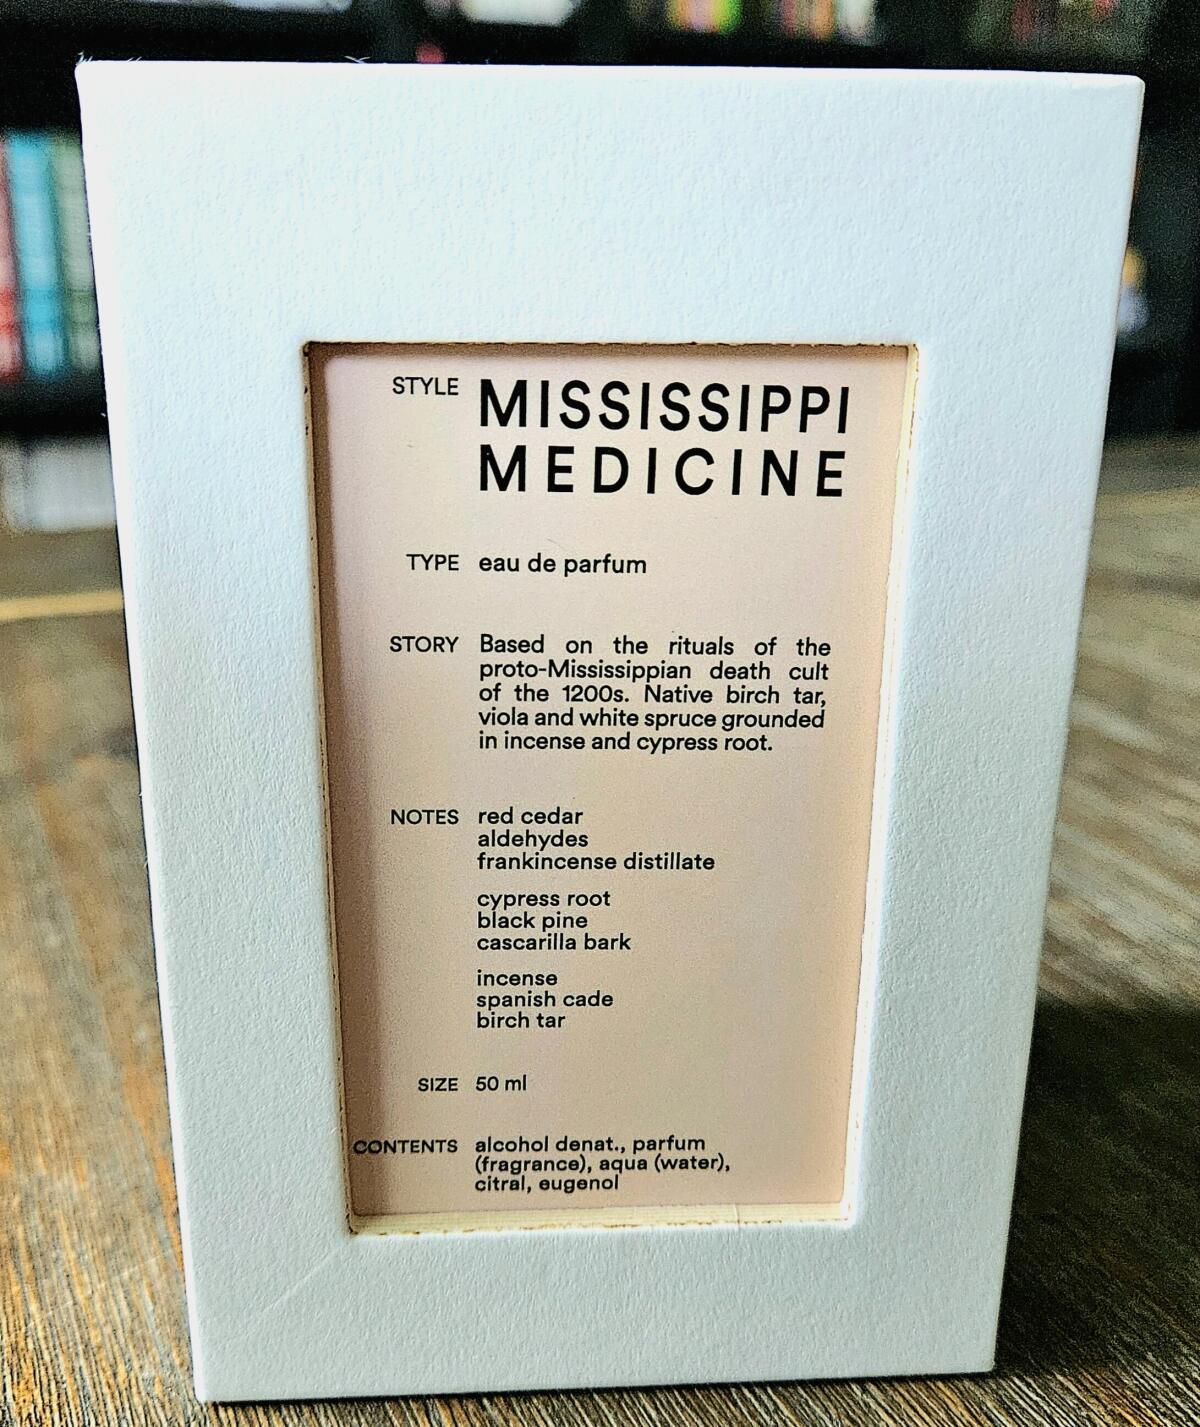 STYLE MISSISSIPPI
MEDICINE
TYPE eau de parfum
STORY Based on the rituals of the
proto-Mississippian death cult
of the 1200s. Native birch tar,
viola and white spruce grounded
in incense and cypress root.
NOTES red cedar
aldehydes
frankincense distillate
cypress root
black pine
cascarilla bark
incense
spanish cade
birch tar
SIZE 50 ml
CONTENTS alcohol denat., parfum
(fragrance), aqua (water),
citral, eugenol